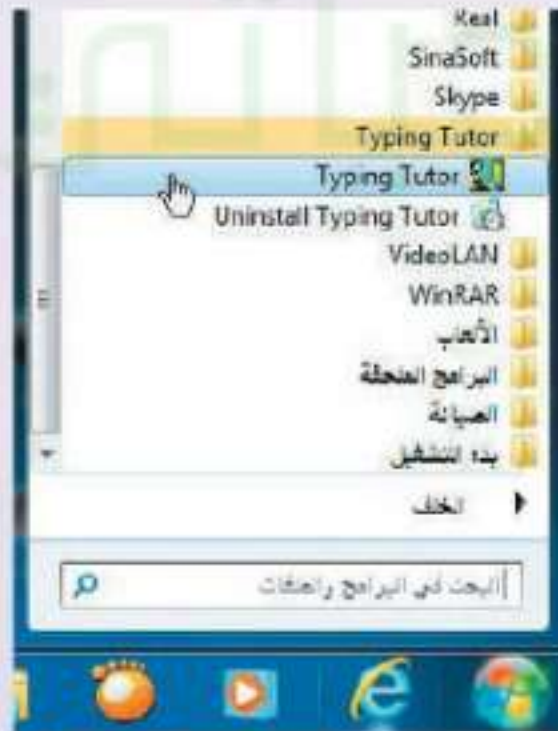 Real
SinaSoft
Skype
Typing Tutor
Typing Tutor
Uninstall Typing Tutor
VideoLAN
WinRAR
الألعاب
البرامج الملحقة
الصيانة
بدء التشغيل
الخلف
البحث في البرامج والملفات